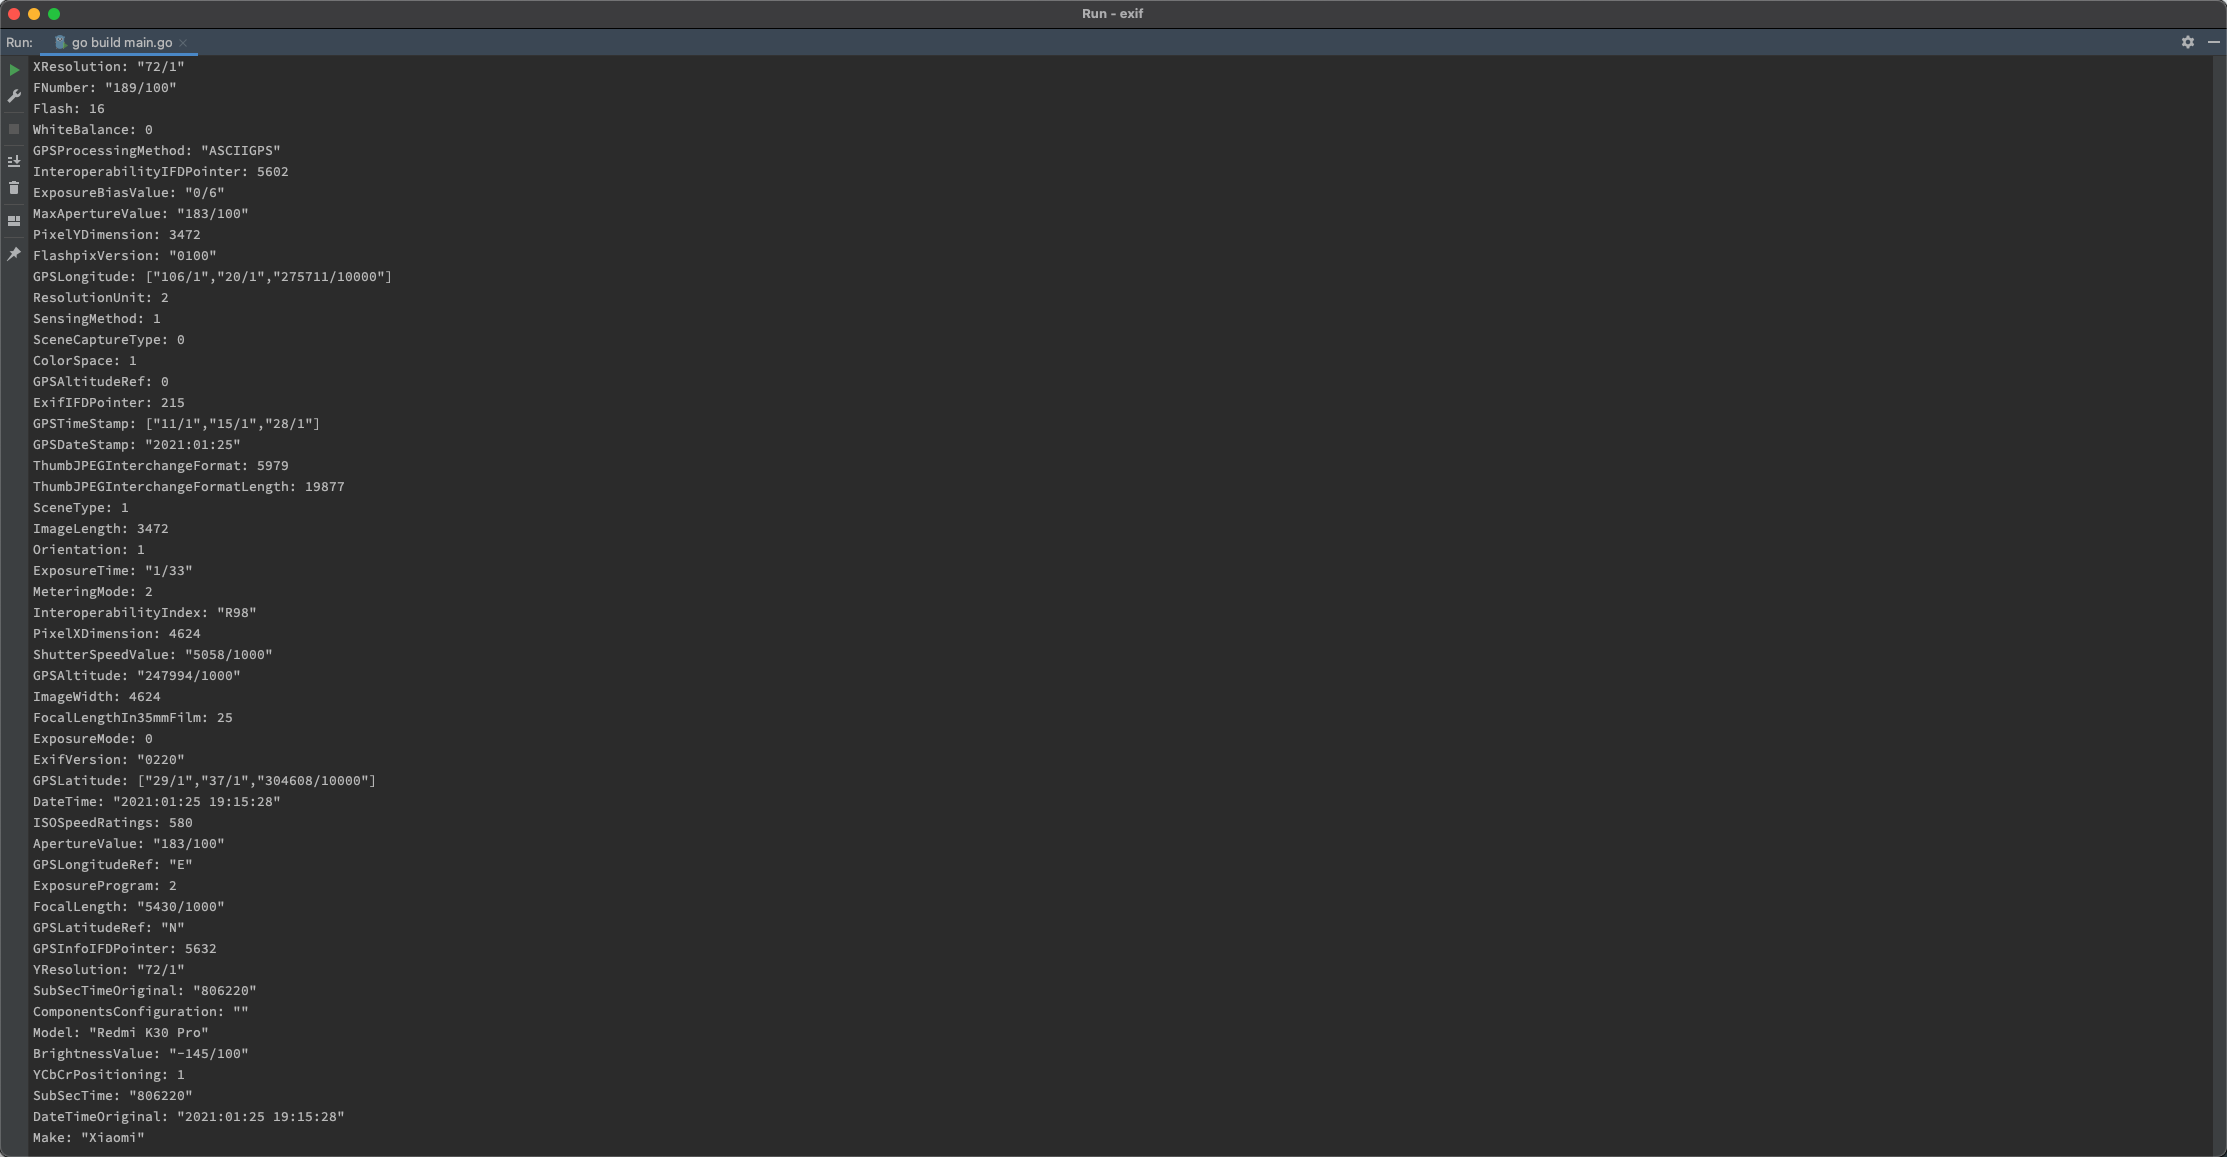 Run - exif
Run: go build main.go
XResolution: "72/1"
FNumber: "189/100"
Flash: 16
WhiteBalance: 0
GPSProcessingMethod: "ASCIIGPS"
InteroperabilityIFDPointer: 5602
ExposureBiasValue: "0/6"
MaxApertureValue: "183/100"
PixelYDimension: 3472
FlashpixVersion: "0100"
GPSLongitude: ["106/1","20/1","275711/10000"]
ResolutionUnit: 2
SensingMethod: 1
SceneCaptureType: 0
ColorSpace: 1
GPSAltitudeRef: 0
ExifIFDPointer: 215
GPSTimeStamp: ["11/1","15/1","28/1"]
GPSDateStamp: "2021:01:25"
ThumbJPEGInterchangeFormat: 5979
ThumbJPEGInterchangeFormatLength: 19877
SceneType: 1
ImageLength: 3472
Orientation: 1
ExposureTime: "1/33"
MeteringMode: 2
InteroperabilityIndex: "R98"
PixelXDimension: 4624
ShutterSpeedValue: "5058/1000"
GPSAltitude: "247994/1000"
ImageWidth: 4624
FocalLengthIn35mmFilm: 25
ExposureMode: 0
ExifVersion: "0220"
GPSLatitude: ["29/1","37/1","304608/10000"]
DateTime: "2021:01:25 19:15:28"
ISOSpeedRatings: 580
ApertureValue: "183/100"
GPSLongitudeRef: "E"
ExposureProgram: 2
FocalLength: "5430/1000"
GPSLatitudeRef: "N"
GPSInfoIFDPointer: 5632
YResolution: "72/1"
SubSecTimeOriginal: "806220"
ComponentsConfiguration: ""
Model: "Redmi K30 Pro"
BrightnessValue: "-145/100"
YCbCrPositioning: 1
SubSecTime: "806220"
DateTimeOriginal: "2021:01:25 19:15:28"
Make: "Xiaomi"